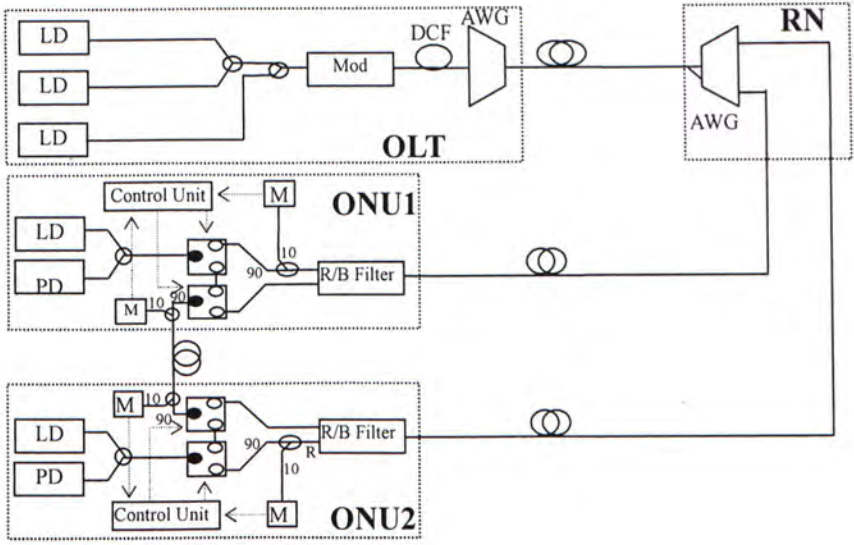 LD
LD
LD
Mod
DCF
AWG
OLT
RN
AWG
Control Unit
M
ONU1
LD
PD
10
90
R/B Filter
M
10
90
M
10
90
LD
PD
90
R
10
R/B Filter
Control Unit
M
ONU2